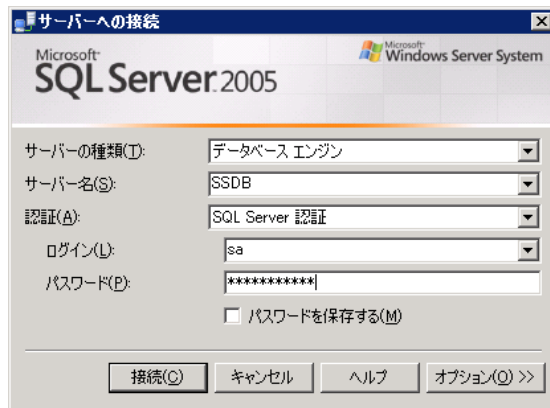 サーバーへの接続
Microsoft
SQL Server 2005
Microsoft
Windows Server System
サーバーの種類(T): データベース エンジン
サーバー名(S): SSDB
認証(A): SQL Server 認証
ログイン(L): sa
パスワード(P): ***********
パスワードを保存する(M)
接続(C) キャンセル ヘルプ オプション(O) >>